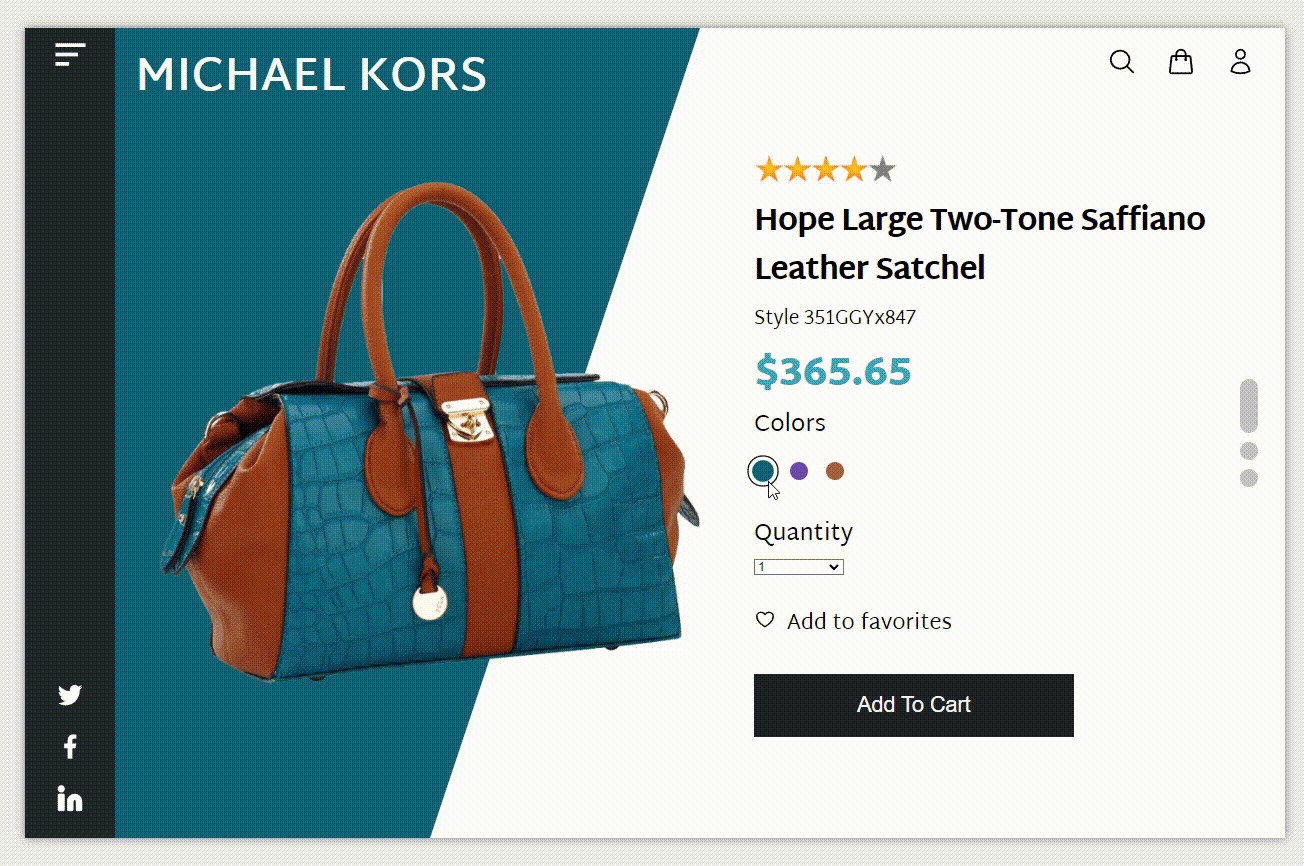 MICHAEL KORS
Hope Large Two-Tone Saffiano
Leather Satchel
Style 351GGYx847
$365.65
Colors
Quantity
1
Add to favorites
Add To Cart